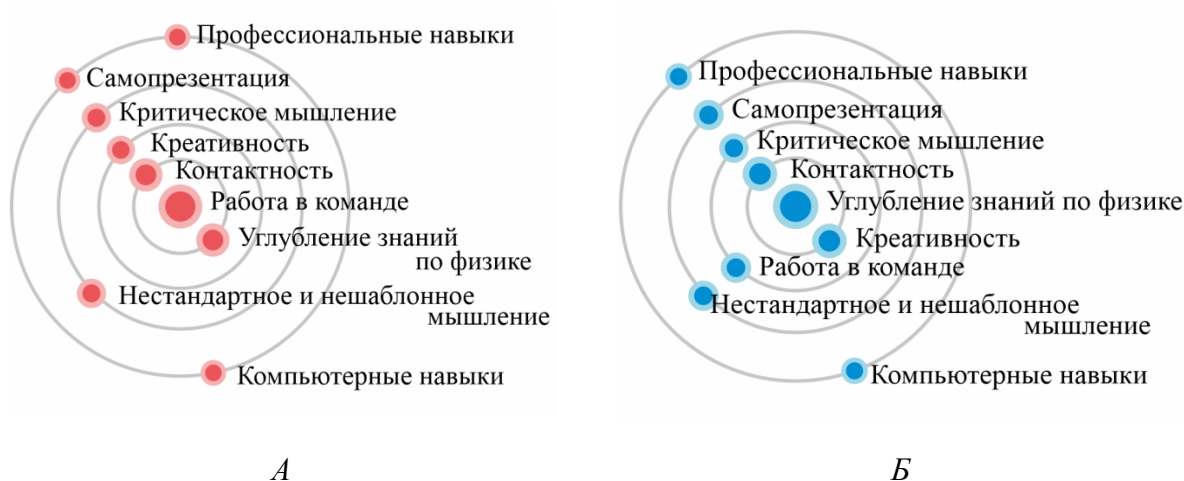 Профессиональные навыки
Самопрезентация
Критическое мышление
Креативность
Контактность
Работа в команде
Углубление знаний
по физике
Нестандартное и нешаблонное
мышление
Компьютерные навыки
А
Профессиональные навыки
Самопрезентация
Критическое мышление
Контактность
Углубление знаний по физике
Креативность
Работа в команде
Нестандартное и нешаблонное
мышление
Компьютерные навыки
Б